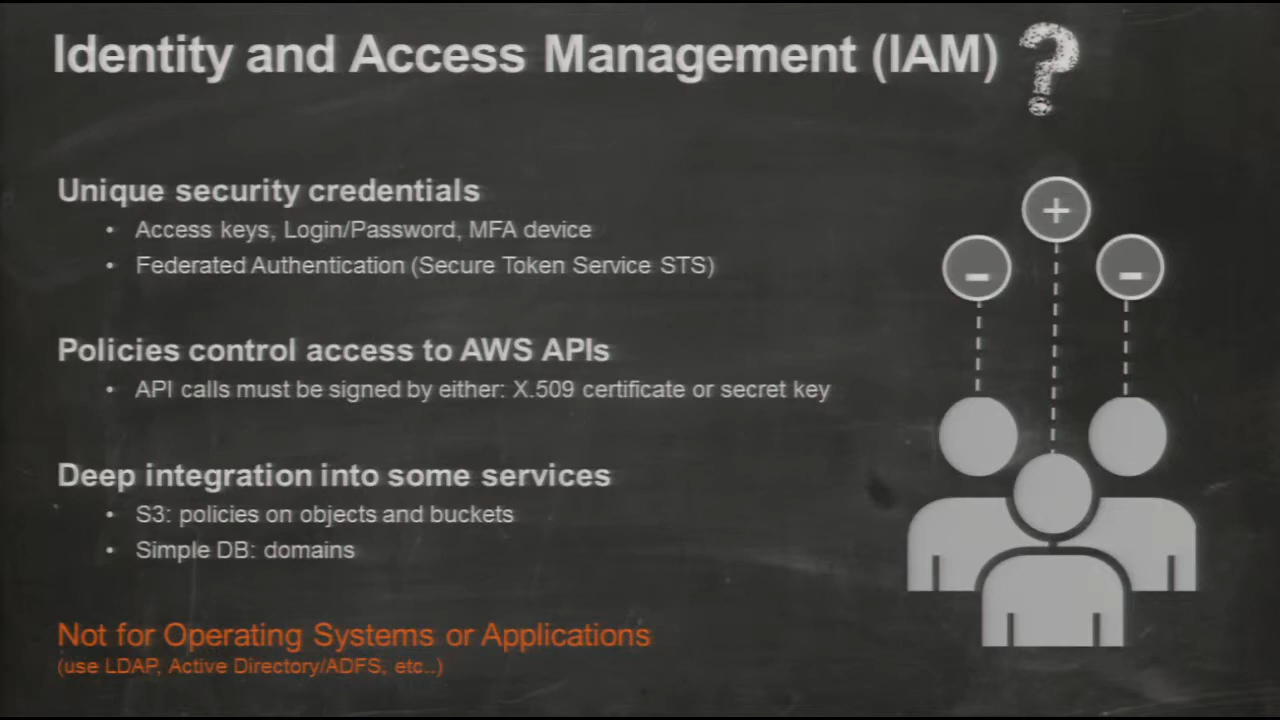 Identity and Access Management (IAM) ?
Unique security credentials
• Access keys, Login/Password, MFA device
• Federated Authentication (Secure Token Service STS)
Policies control access to AWS APIs
• API calls must be signed by either: X.509 certificate or secret key
Deep integration into some services
• S3: policies on objects and buckets
• Simple DB: domains
Not for Operating Systems or Applications
(use LDAP, Active Directory/ADFS, etc..)
+
-
-